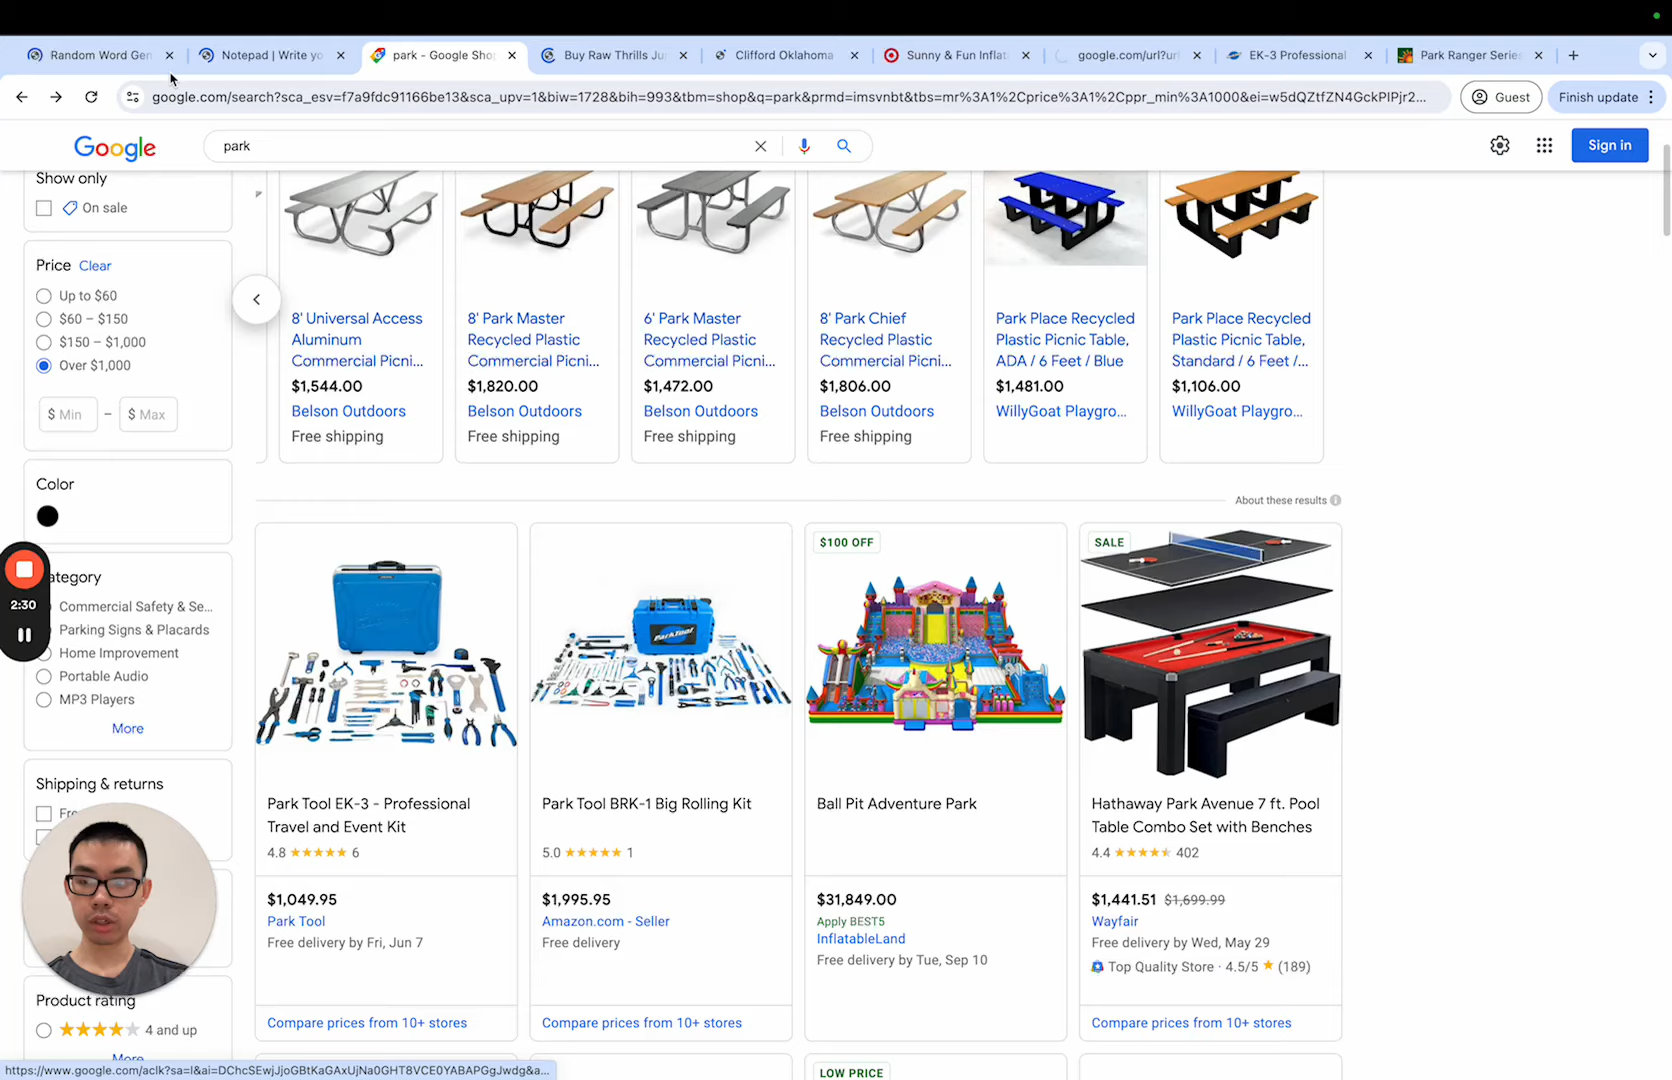 Random Word Gen
Notepad | Write yo
park - Google Sho
Buy Raw Thrills Ju
Clifford Oklahoma
Sunny & Fun Inflat
google.com/url?url
EK-3 Professional
Park Ranger Series
google.com/search?sca_esv=f7a9fdc91166be13&sca_upv=1&biw=1728&bih=993&tbm=shop&q=park&prmd=imsvnbt&tbs=mr%3A1%2Cprice%3A1%2Cppr_min%3A1000&ei=w5dQZtfZN4GckPIPjr2...
Guest
Finish update
Google
park
Sign in
Show only
On sale
Price Clear
Up to $60
$60 – $150
$150 – $1,000
Over $1,000
$ Min – $ Max
Color
Category
Commercial Safety & Se...
Parking Signs & Placards
Home Improvement
Portable Audio
MP3 Players
More
Shipping & returns
Product rating
4 and up
More
2:30
8' Universal Access
Aluminum
Commercial Picni...
$1,544.00
Belson Outdoors
Free shipping
8' Park Master
Recycled Plastic
Commercial Picni...
$1,820.00
Belson Outdoors
Free shipping
6' Park Master
Recycled Plastic
Commercial Picni...
$1,472.00
Belson Outdoors
Free shipping
8' Park Chief
Recycled Plastic
Commercial Picni...
$1,806.00
Belson Outdoors
Free shipping
Park Place Recycled
Plastic Picnic Table,
ADA / 6 Feet / Blue
$1,481.00
WillyGoat Playgro...
Park Place Recycled
Plastic Picnic Table,
Standard / 6 Feet /...
$1,106.00
WillyGoat Playgro...
About these results
Park Tool EK-3 - Professional
Travel and Event Kit
4.8 6
$1,049.95
Park Tool
Free delivery by Fri, Jun 7
Compare prices from 10+ stores
ParkTool
Park Tool BRK-1 Big Rolling Kit
5.0 1
$1,995.95
Amazon.com - Seller
Free delivery
Compare prices from 10+ stores
$100 OFF
Ball Pit Adventure Park
$31,849.00
Apply BEST5
InflatableLand
Free delivery by Tue, Sep 10
SALE
Hathaway Park Avenue 7 ft. Pool
Table Combo Set with Benches
4.4 402
$1,441.51 $1,699.99
Wayfair
Free delivery by Wed, May 29
Top Quality Store · 4.5/5 (189)
Compare prices from 10+ stores
LOW PRICE
https://www.google.com/aclk?sa=l&ai=DChcSEwjJjoGBtKaGAxUjNa0GHT8VCE0YABAPGgJwdg&a...